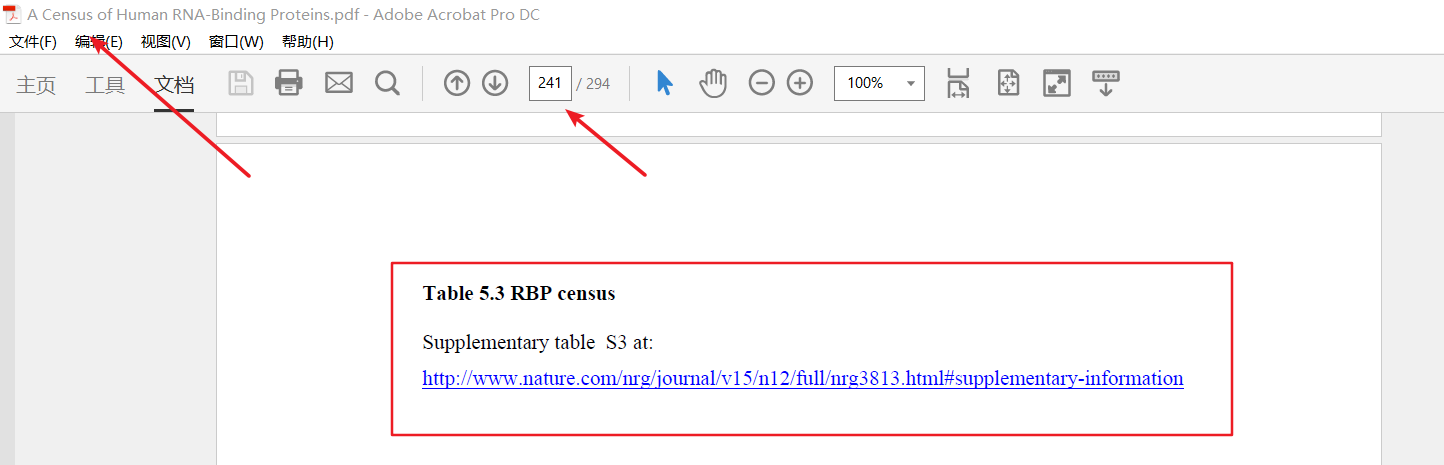 A Census of Human RNA-Binding Proteins.pdf - Adobe Acrobat Pro DC
文件(F) 编辑(E) 视图(V) 窗口(W) 帮助(H)
主页 工具 文档 241 / 294 100%
Table 5.3 RBP census
Supplementary table S3 at:
http://www.nature.com/nrg/journal/v15/n12/full/nrg3813.html#supplementary-information